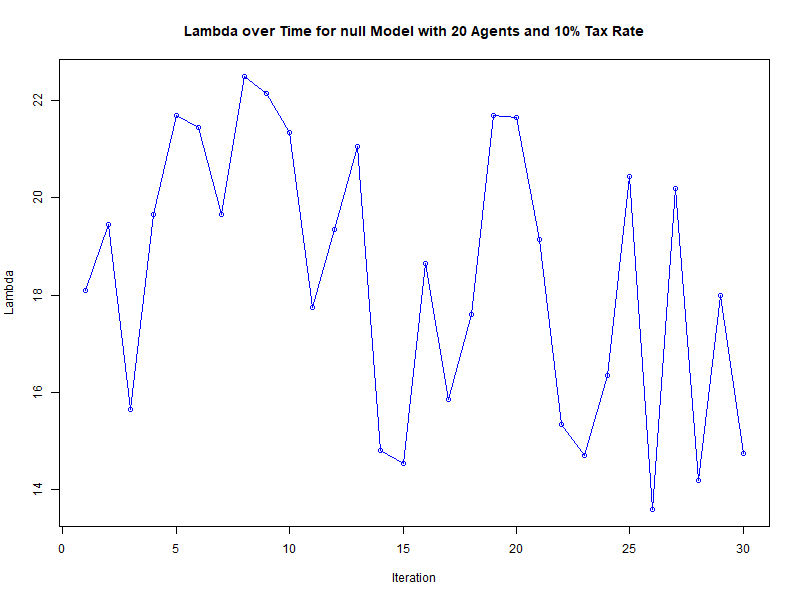 Lambda over Time for null Model with 20 Agents and 10% Tax Rate
22
20
18
16
14
Lambda
0 5 10 15 20 25 30
Iteration